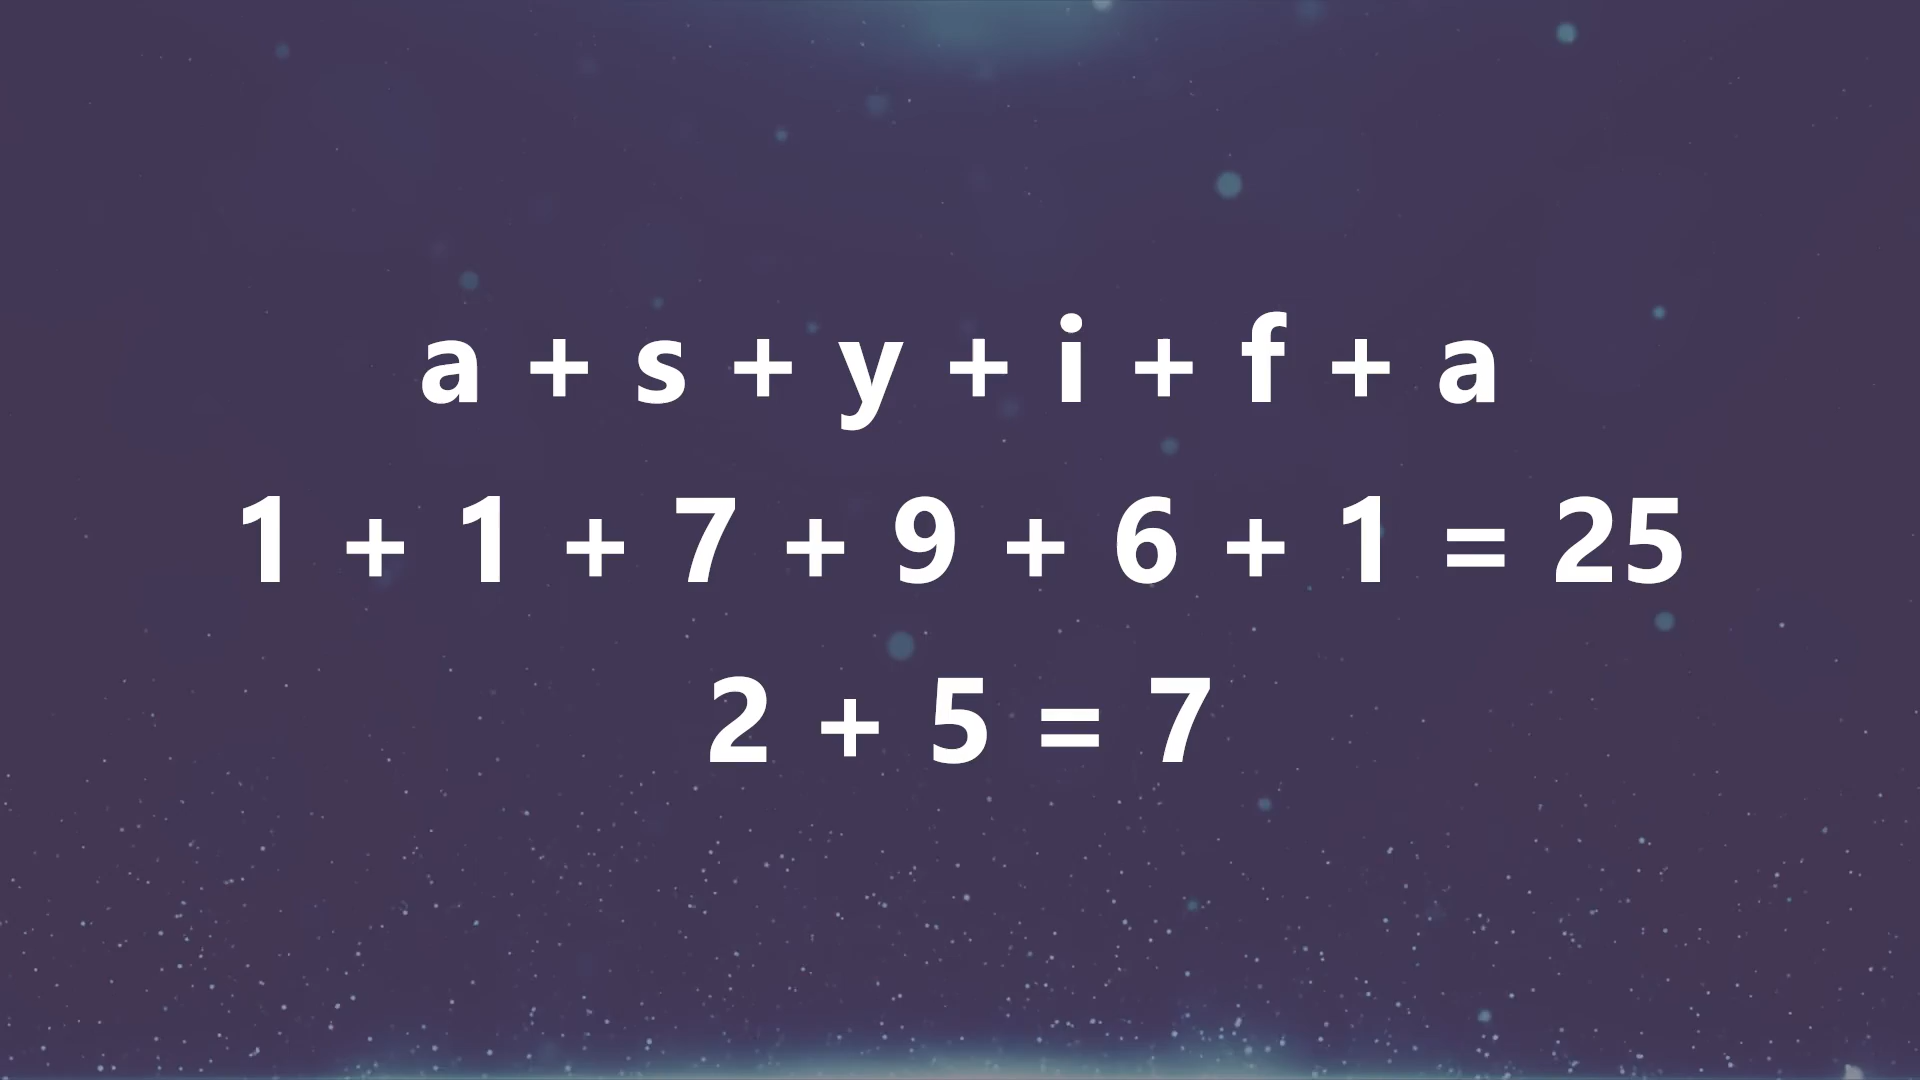 a + s + y + i + f + a
1 + 1 + 7 + 9 + 6 + 1 = 25
2 + 5 = 7